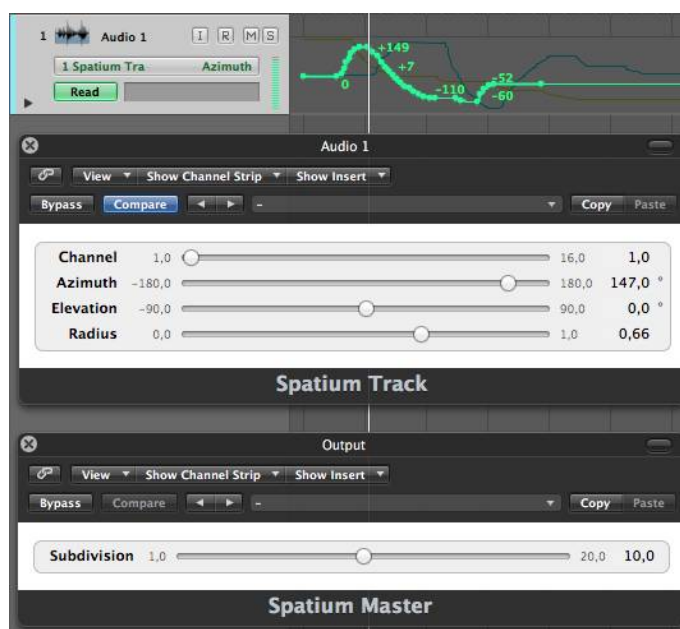 1 Audio 1 I R M S
+149
1 Spatium Tra Azimuth
+7
-52
0 -110 -60
Read
Audio 1
View Show Channel Strip Show Insert
Bypass Compare - Copy Paste
Channel 1,0 16,0 1,0
Azimuth -180,0 180,0 147,0 °
Elevation -90,0 90,0 0,0 °
Radius 0,0 1,0 0,66
Spatium Track
Output
View Show Channel Strip Show Insert
Bypass Compare - Copy Paste
Subdivision 1,0 20,0 10,0
Spatium Master